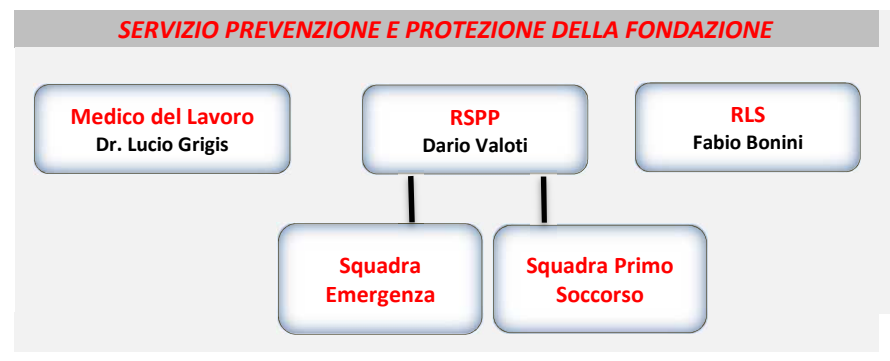 SERVIZIO PREVENZIONE E PROTEZIONE DELLA FONDAZIONE
Medico del Lavoro
Dr. Lucio Grigis
RSPP
Dario Valoti
RLS
Fabio Bonini
Squadra
Emergenza
Squadra Primo
Soccorso